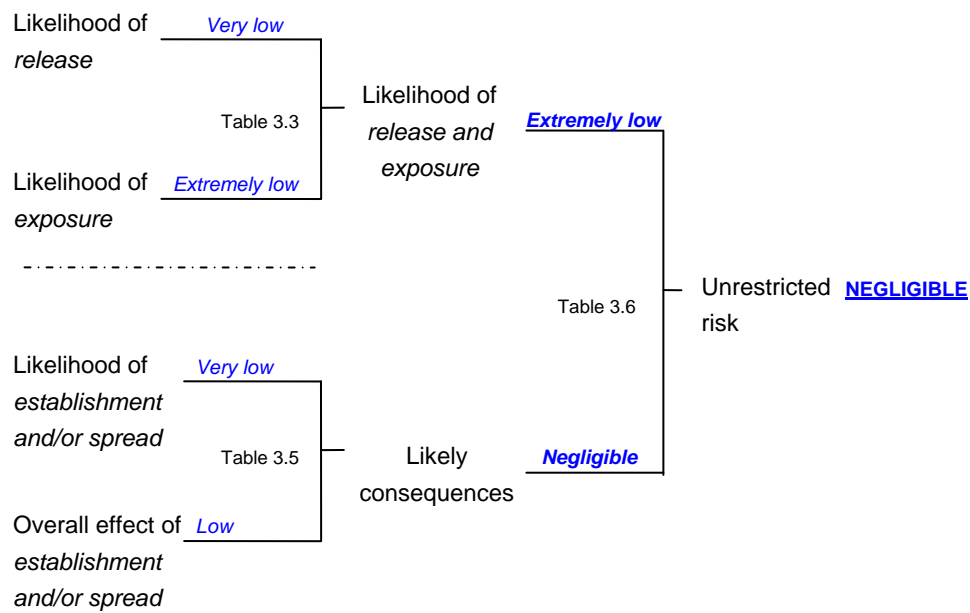 Likelihood of
release
Very low
Table 3.3
Likelihood of
exposure
Extremely low
Likelihood of
release and
exposure
Extremely low
Likelihood of
establishment
and/or spread
Very low
Table 3.5
Overall effect of
establishment
and/or spread
Low
Likely
consequences
Negligible
Table 3.6
Unrestricted
risk
NEGLIGIBLE